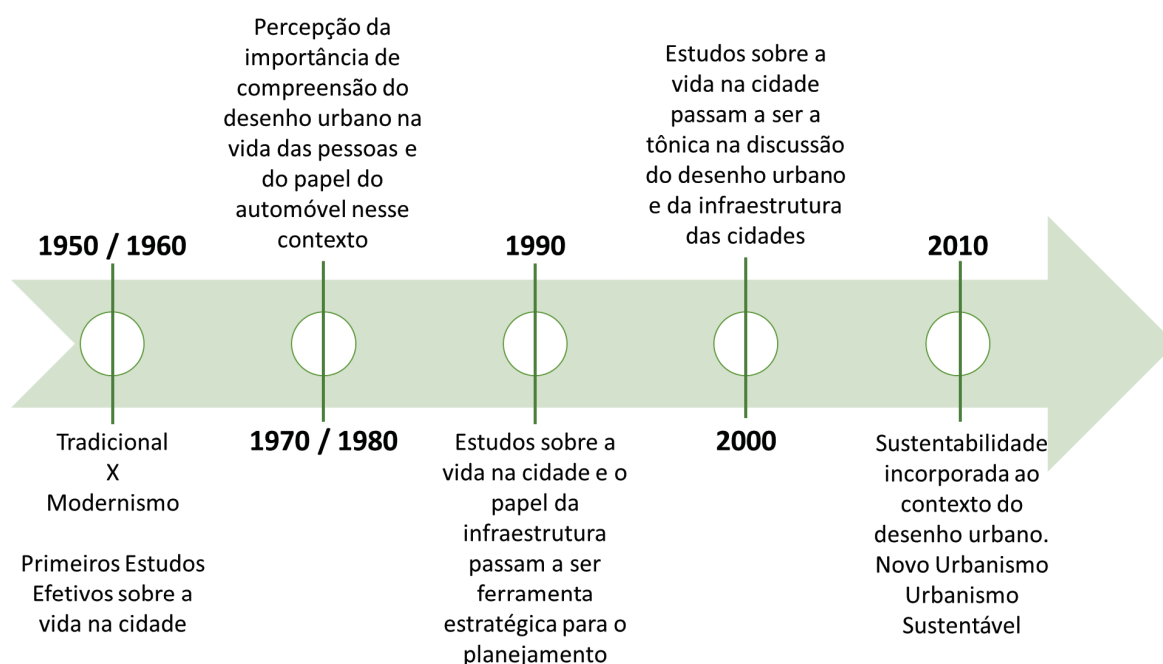 1950 / 1960
Tradicional
X
Modernismo
Primeiros Estudos
Efetivos sobre a
vida na cidade
Percepção da
importância de
compreensão do
desenho urbano na
vida das pessoas e
do papel do
automóvel nesse
contexto
1970 / 1980
1990
Estudos sobre a
vida na cidade e o
papel da
infraestrutura
passam a ser
ferramenta
estratégica para o
planejamento
Estudos sobre a
vida na cidade
passam a ser a
tônica na discussão
do desenho urbano
e da infraestrutura
das cidades
2000
2010
Sustentabilidade
incorporada ao
contexto do
desenho urbano.
Novo Urbanismo
Urbanismo
Sustentável